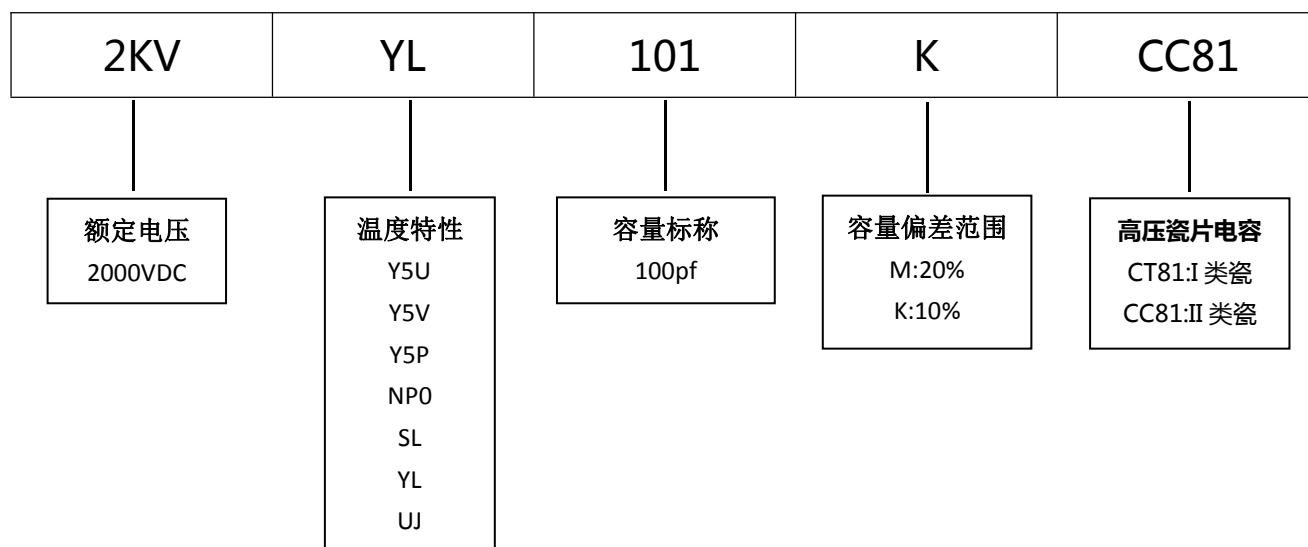 2KV YL 101 K CC81
额定电压
2000VDC
温度特性
Y5U
Y5V
Y5P
NP0
SL
YL
UJ
容量标称
100pf
容量偏差范围
M:20%
K:10%
高压瓷片电容
CT81:I 类瓷
CC81:II 类瓷